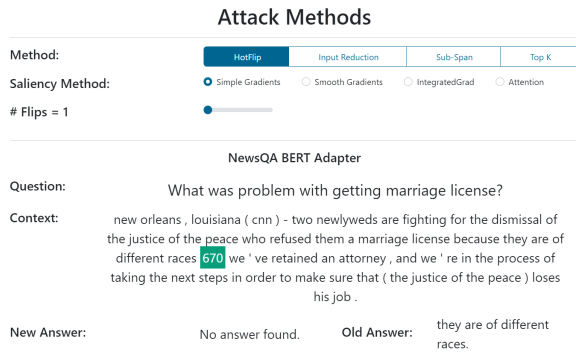 Attack Methods
Method: HotFlip Input Reduction Sub-Span Top K
Saliency Method: Simple Gradients Smooth Gradients IntegratedGrad Attention
# Flips = 1
NewsQA BERT Adapter
Question: What was problem with getting marriage license?
Context: new orleans , louisiana ( cnn ) - two newlyweds are fighting for the dismissal of
the justice of the peace who refused them a marriage license because they are of
different races 670 we ' ve retained an attorney , and we ' re in the process of
taking the next steps in order to make sure that ( the justice of the peace ) loses
his job .
New Answer: No answer found. Old Answer: they are of different
races.